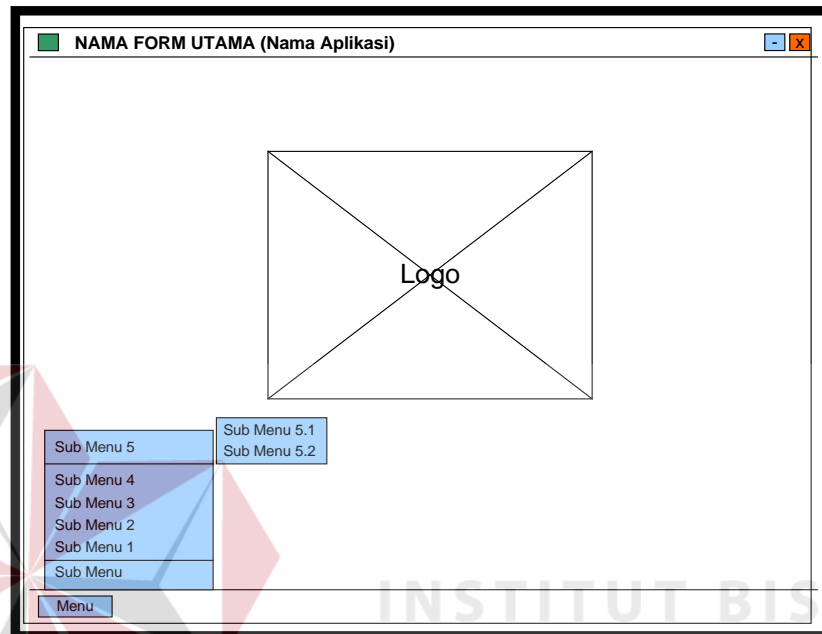 NAMA FORM UTAMA (Nama Aplikasi)
- X
Logo
Sub Menu 5.1
Sub Menu 5.2
Sub Menu 5
Sub Menu 4
Sub Menu 3
Sub Menu 2
Sub Menu 1
Sub Menu
Menu
INSTITUT BIS